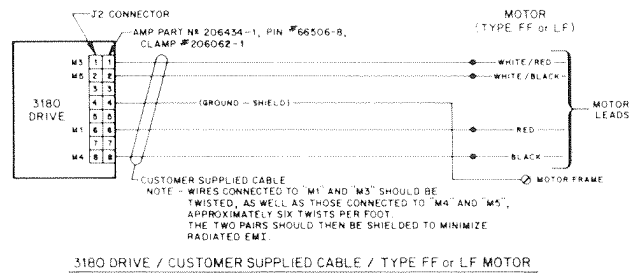 J2 CONNECTOR
AMP PART Nº 206434-1, PIN #66506-8,
CLAMP #206062-1
MOTOR
(TYPE FF or LF)
M3 1 1 WHITE/RED
M5 2 2 WHITE/BLACK
3 3
3180 DRIVE
4 4 (GROUND - SHIELD)
5 5
M1 6 6 RED
7 7
M4 8 8 BLACK
MOTOR LEADS
MOTOR FRAME
CUSTOMER SUPPLIED CABLE
NOTE - WIRES CONNECTED TO "M1" AND "M3" SHOULD BE
TWISTED, AS WELL AS THOSE CONNECTED TO "M4" AND "M5",
APPROXIMATELY SIX TWISTS PER FOOT.
THE TWO PAIRS SHOULD THEN BE SHIELDED TO MINIMIZE
RADIATED EMI.
3180 DRIVE / CUSTOMER SUPPLIED CABLE / TYPE FF or LF MOTOR